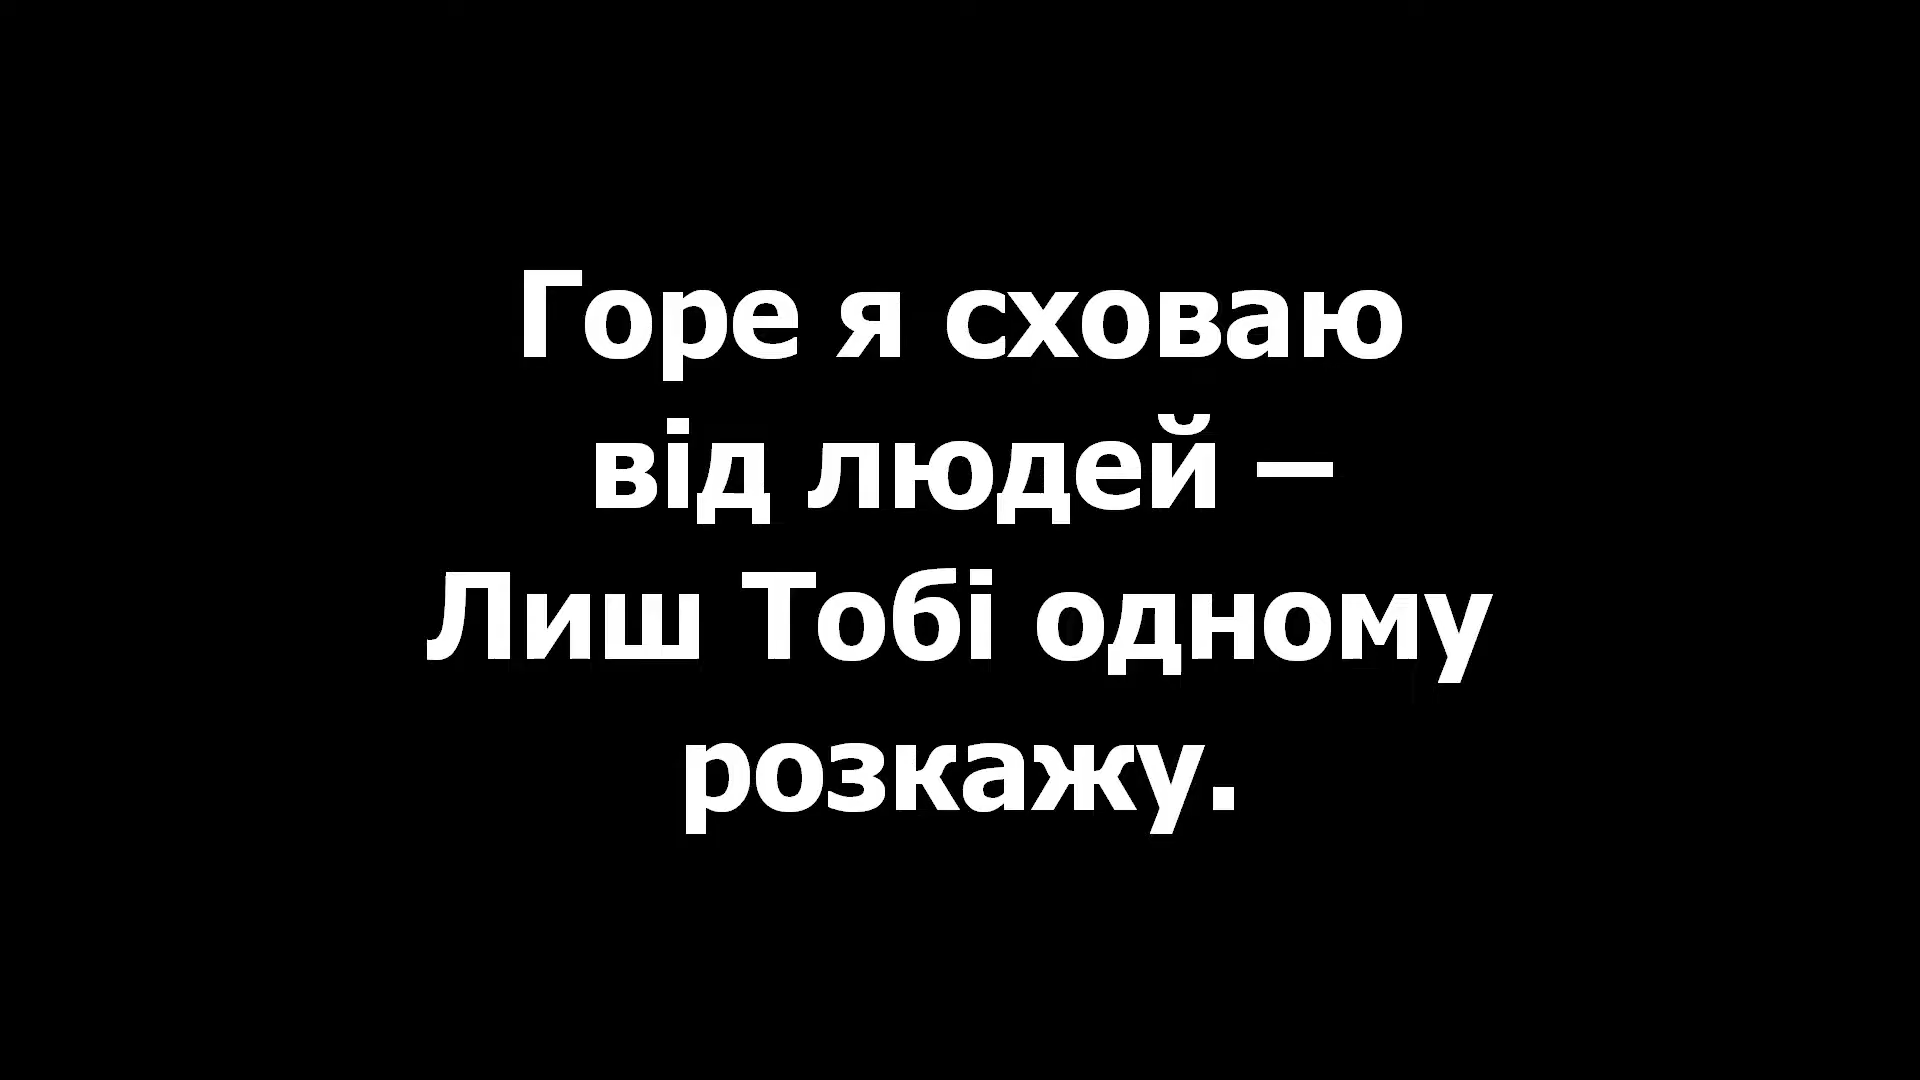 Горе я сховаю
від людей –
Лиш Тобі одному
розкажу.